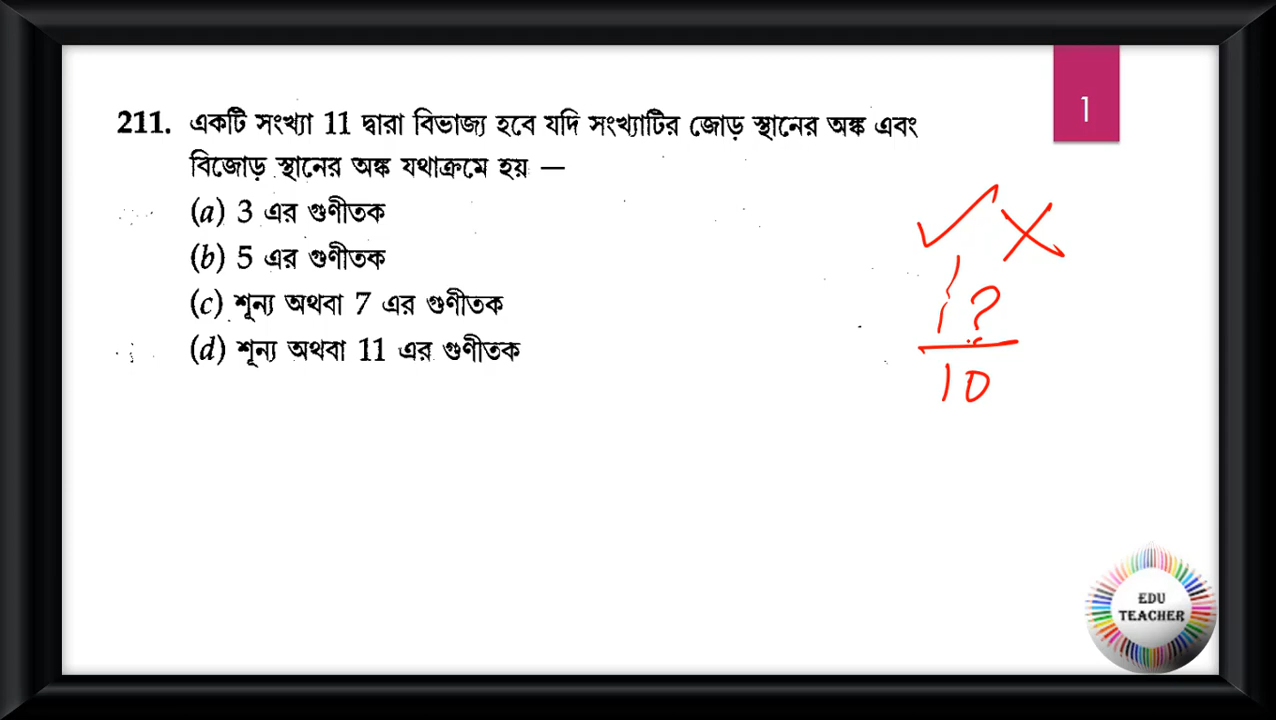 1
211. একটি সংখ্যা 11 দ্বারা বিভাজ্য হবে যদি সংখ্যাটির জোড় স্থানের অঙ্ক এবং
বিজোড় স্থানের অঙ্ক যথাক্রমে হয় —
(a) 3 এর গুণীতক
(b) 5 এর গুণীতক
(c) শূন্য অথবা 7 এর গুণীতক
(d) শূন্য অথবা 11 এর গুণীতক
?
10
EDU
TEACHER